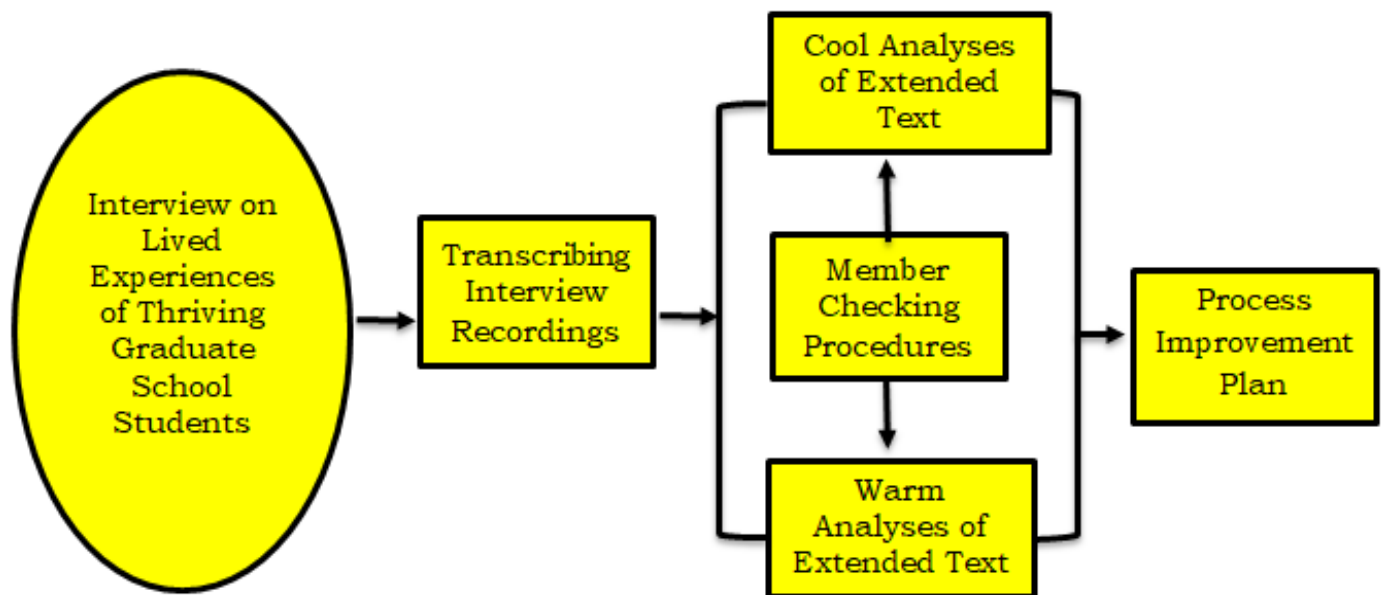 Interview on
Lived
Experiences
of Thriving
Graduate
School
Students
Transcribing
Interview
Recordings
Cool Analyses
of Extended
Text
Member
Checking
Procedures
Warm
Analyses of
Extended Text
Process
Improvement
Plan